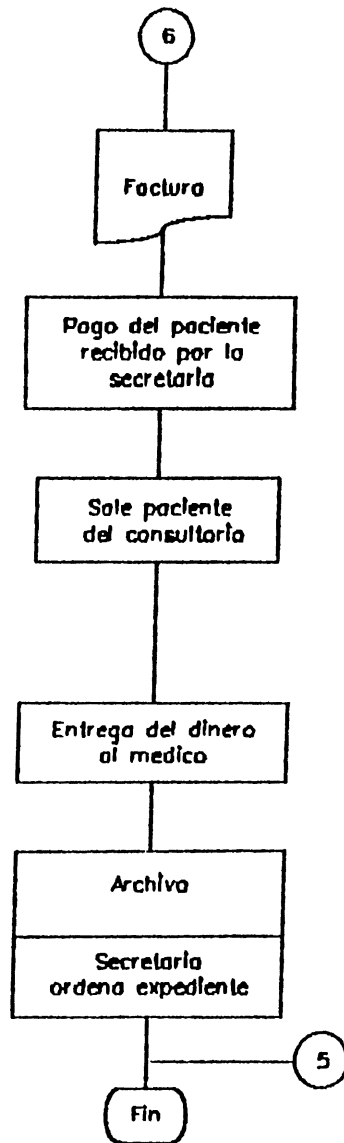 6
Factura
Pago del paciente
recibido por la
secretaria
Sale paciente
del consultorio
Entrega del dinero
al medico
Archivo
Secretaria
ordena expediente
5
Fin